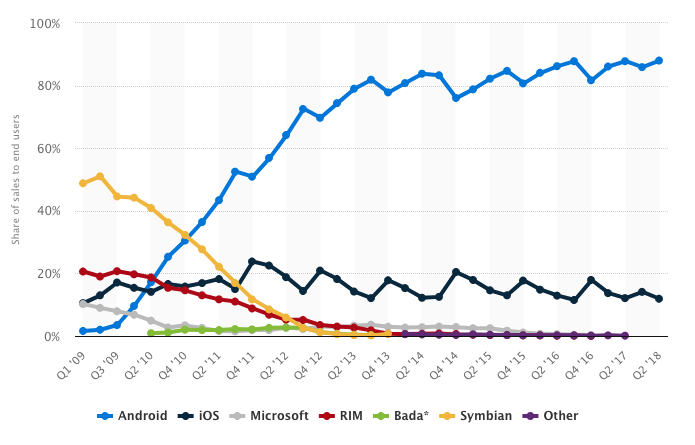 100%
80%
60%
40%
20%
0%
Share of sales to end users
Q1 '09
Q3 '09
Q2 '10
Q4 '10
Q2 '11
Q4 '11
Q2 '12
Q4 '12
Q2 '13
Q4 '13
Q2 '14
Q4 '14
Q2 '15
Q4 '15
Q2 '16
Q4 '16
Q2 '17
Q2 '18
Android iOS Microsoft RIM Bada* Symbian Other